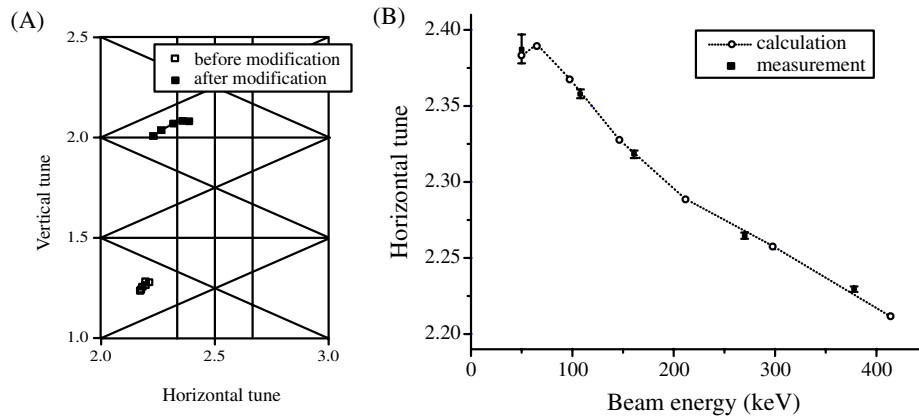 (A)
2.5
2.0
1.5
1.0
Vertical tune
before modification
after modification
2.0
2.5
3.0
Horizontal tune
(B)
2.40
2.35
2.30
2.25
2.20
Horizontal tune
calculation
measurement
0
100
200
300
400
Beam energy (keV)